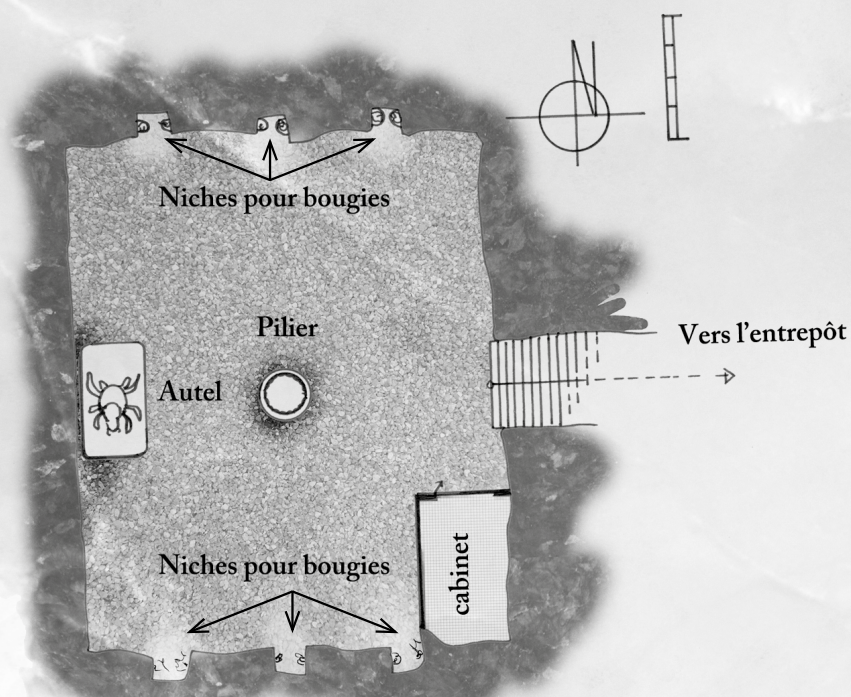 N
Niches pour bougies
Pilier
Vers l'entrepôt
Autel
cabinet
Niches pour bougies